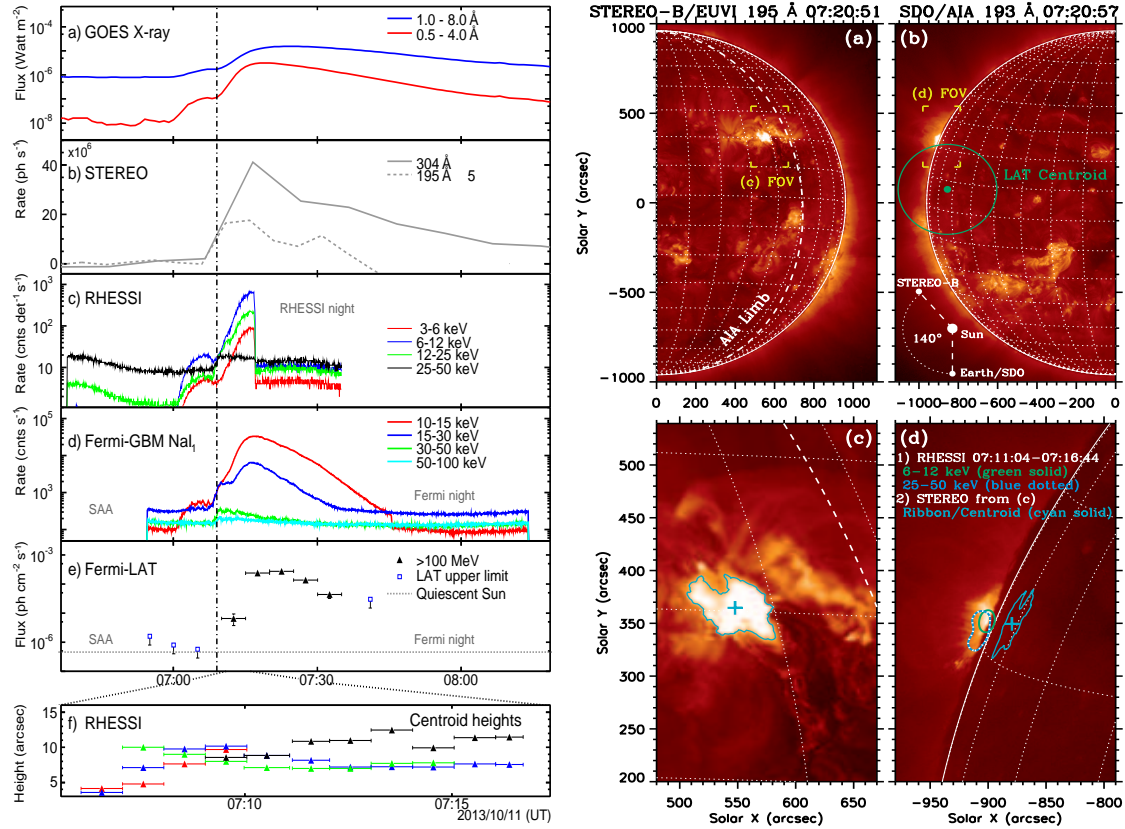 a) GOES X-ray
1.0 - 8.0 Å
0.5 - 4.0 Å
Flux (Watt m⁻²)
10⁻⁴
10⁻⁶
10⁻⁸
x10⁶
b) STEREO
304 Å
195 Å 5
Rate (ph s⁻¹)
40
20
0
c) RHESSI
RHESSI night
3-6 keV
6-12 keV
12-25 keV
25-50 keV
Rate (cnts det⁻¹ s⁻¹)
10³
10²
10
d) Fermi-GBM NaI₁
10-15 keV
15-30 keV
30-50 keV
50-100 keV
SAA
Fermi night
Rate (cnts s⁻¹)
10⁵
10³
e) Fermi-LAT
>100 MeV
LAT upper limit
Quiescent Sun
SAA
Fermi night
Flux (ph cm⁻² s⁻¹)
10⁻³
10⁻⁶
07:00
07:30
08:00
f) RHESSI
Centroid heights
Height (arcsec)
15
10
5
0
07:10
07:15
2013/10/11 (UT)
STEREO-B/EUVI 195 Å 07:20:51
(a)
(c) FOV
AIA Limb
Solar Y (arcsec)
500
0
-500
-1000
0 200 400 600 800 1000
SDO/AIA 193 Å 07:20:57
(b)
(d) FOV
LAT Centroid
STEREO-B
Sun
140°
Earth/SDO
-1000 -800 -600 -400 -200 0
(c)
Solar Y (arcsec)
500
450
400
350
300
250
200
500 550 600 650
Solar X (arcsec)
(d)
1) RHESSI 07:11:04-07:16:44
6-12 keV (green solid)
25-50 keV (blue dotted)
2) STEREO from (c)
Ribbon/Centroid (cyan solid)
Solar Y (arcsec)
500
450
400
350
300
250
200
-950 -900 -850 -800
Solar X (arcsec)